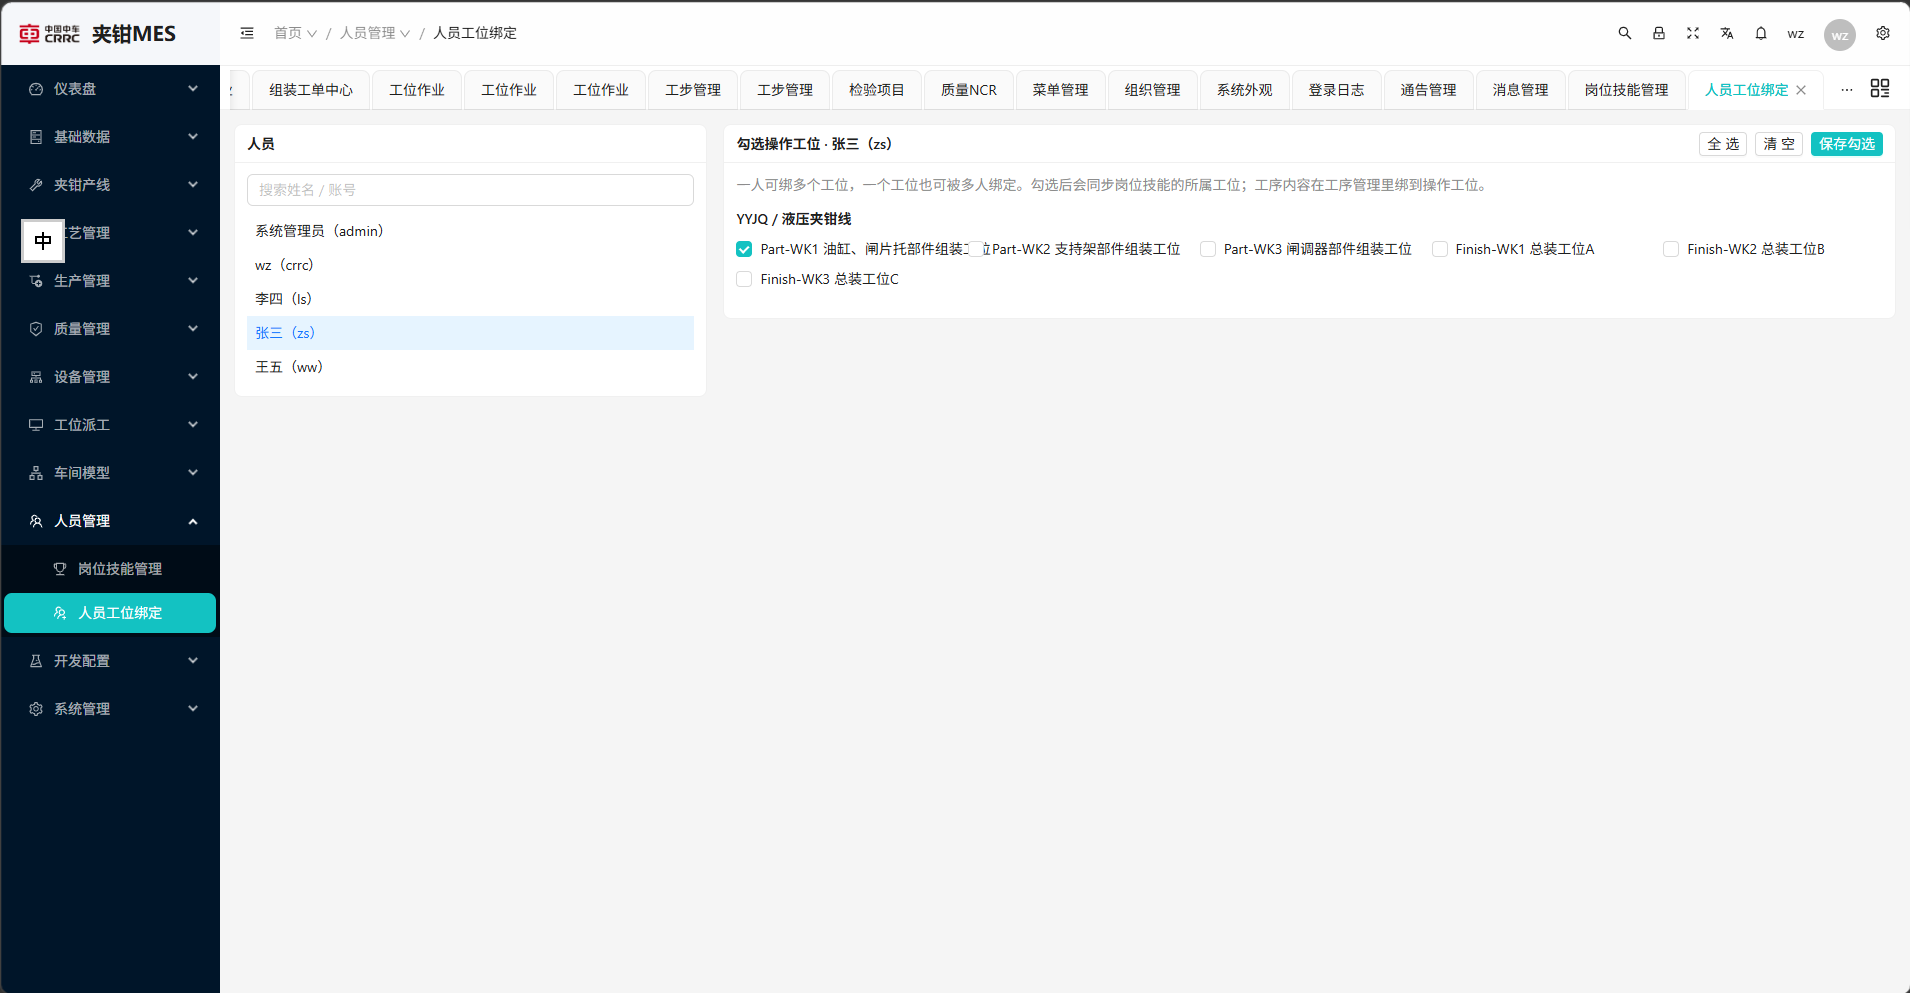 中国中车
CRRC 夹钳MES
首页 / 人员管理 / 人员工位绑定
wz
wz
仪表盘
基础数据
夹钳产线
中
艺管理
生产管理
质量管理
设备管理
工位派工
车间模型
人员管理
岗位技能管理
人员工位绑定
开发配置
系统管理
组装工单中心 工位作业 工位作业 工位作业 工步管理 工步管理 检验项目 质量NCR 菜单管理 组织管理 系统外观 登录日志 通告管理 消息管理 岗位技能管理 人员工位绑定
人员
搜索姓名 / 账号
系统管理员（admin）
wz（crrc）
李四（ls）
张三（zs）
王五（ww）
勾选操作工位 · 张三（zs）
全 选 清 空 保存勾选
一人可绑多个工位，一个工位也可被多人绑定。勾选后会同步岗位技能的所属工位；工序内容在工序管理里绑到操作工位。
YYJQ / 液压夹钳线
Part-WK1 油缸、闸片托部件组装工位 Part-WK2 支持架部件组装工位 Part-WK3 闸调器部件组装工位 Finish-WK1 总装工位A Finish-WK2 总装工位B
Finish-WK3 总装工位C